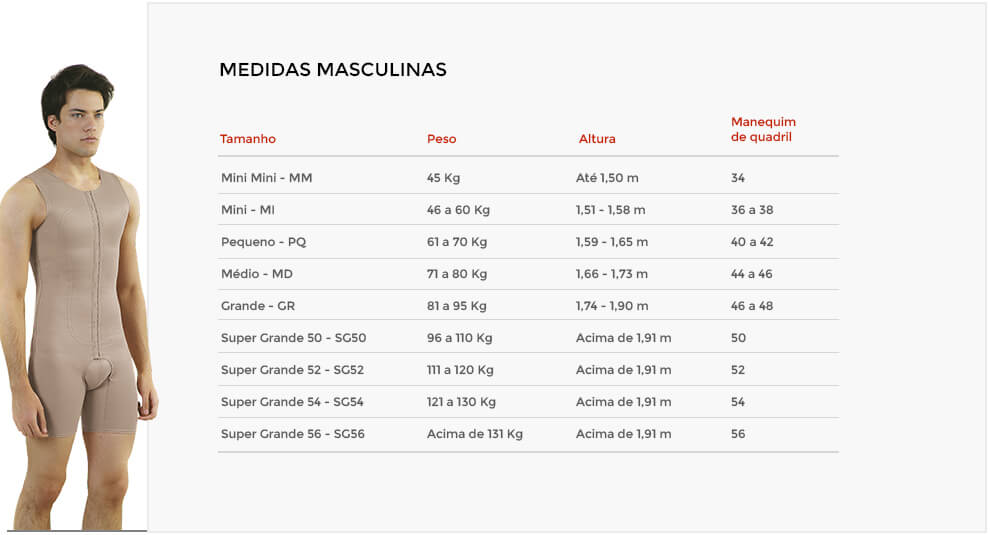 MEDIDAS MASCULINAS
Tamanho Peso Altura Manequim de quadril
Mini Mini - MM 45 Kg Até 1,50 m 34
Mini - MI 46 a 60 Kg 1,51 - 1,58 m 36 a 38
Pequeno - PQ 61 a 70 Kg 1,59 - 1,65 m 40 a 42
Médio - MD 71 a 80 Kg 1,66 - 1,73 m 44 a 46
Grande - GR 81 a 95 Kg 1,74 - 1,90 m 46 a 48
Super Grande 50 - SG50 96 a 110 Kg Acima de 1,91 m 50
Super Grande 52 - SG52 111 a 120 Kg Acima de 1,91 m 52
Super Grande 54 - SG54 121 a 130 Kg Acima de 1,91 m 54
Super Grande 56 - SG56 Acima de 131 Kg Acima de 1,91 m 56